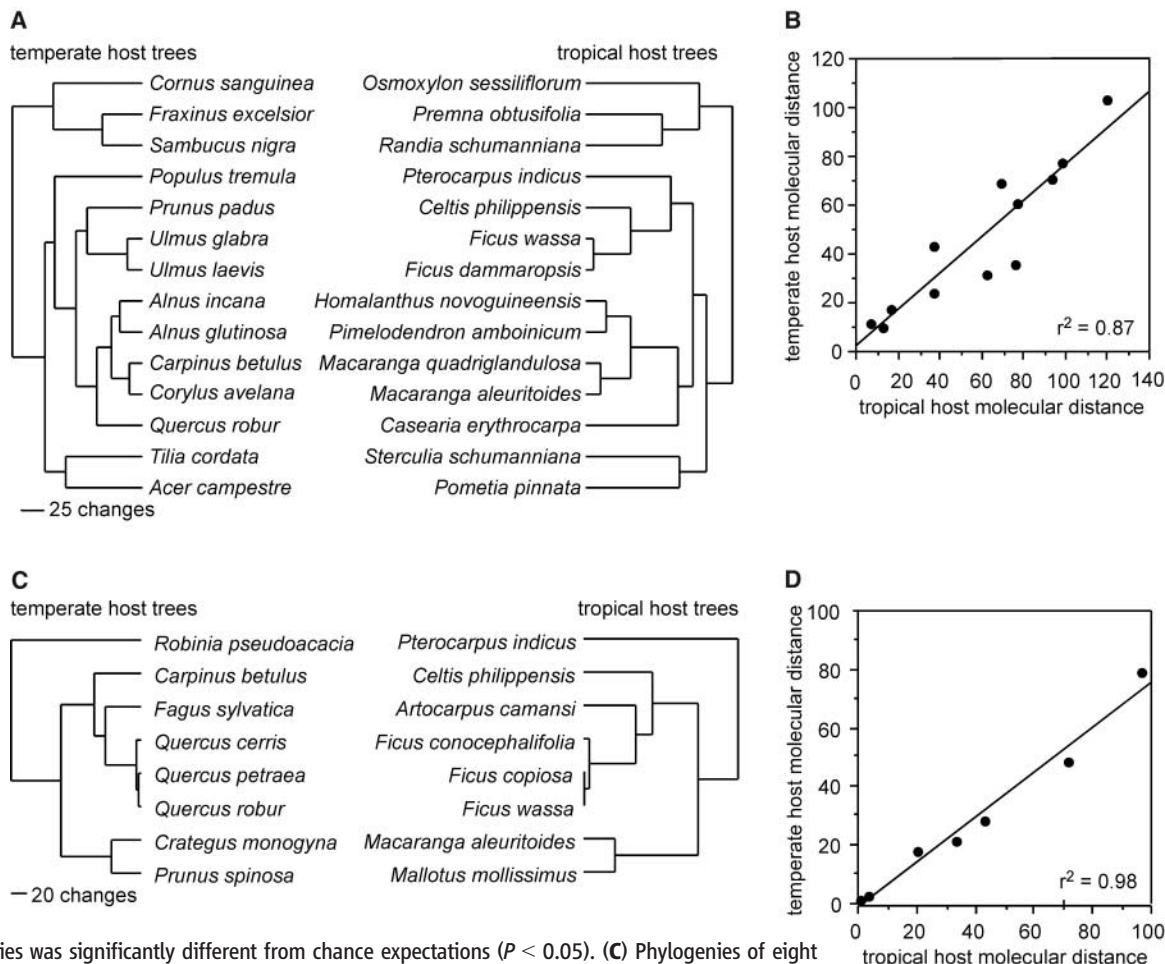 A
temperate host trees
Cornus sanguinea
Fraxinus excelsior
Sambucus nigra
Populus tremula
Prunus padus
Ulmus glabra
Ulmus laevis
Alnus incana
Alnus glutinosa
Carpinus betulus
Corylus avelana
Quercus robur
Tilia cordata
Acer campestre
25 changes
tropical host trees
Osmoxylon sessiliflorum
Premna obtusifolia
Randia schumanniana
Pterocarpus indicus
Celtis philippensis
Ficus wassa
Ficus dammaropsis
Homalanthus novoguineensis
Pimelodendron amboinicum
Macaranga quadriglandulosa
Macaranga aleuritoides
Casearia erythrocarpa
Sterculia schumanniana
Pometia pinnata
B
temperate host molecular distance
120
100
80
60
40
20
0
r² = 0.87
0 20 40 60 80 100 120 140
tropical host molecular distance
C
temperate host trees
Robinia pseudoacacia
Carpinus betulus
Fagus sylvatica
Quercus cerris
Quercus petraea
Quercus robur
Crategus monogyna
Prunus spinosa
20 changes
tropical host trees
Pterocarpus indicus
Celtis philippensis
Artocarpus camansi
Ficus conocephalifolia
Ficus copiosa
Ficus wassa
Macaranga aleuritoides
Mallotus mollissimus
D
temperate host molecular distance
100
80
60
40
20
0
r² = 0.98
0 20 40 60 80 100
tropical host molecular distance
ies was significantly different from chance expectations (P < 0.05). (C) Phylogenies of eight